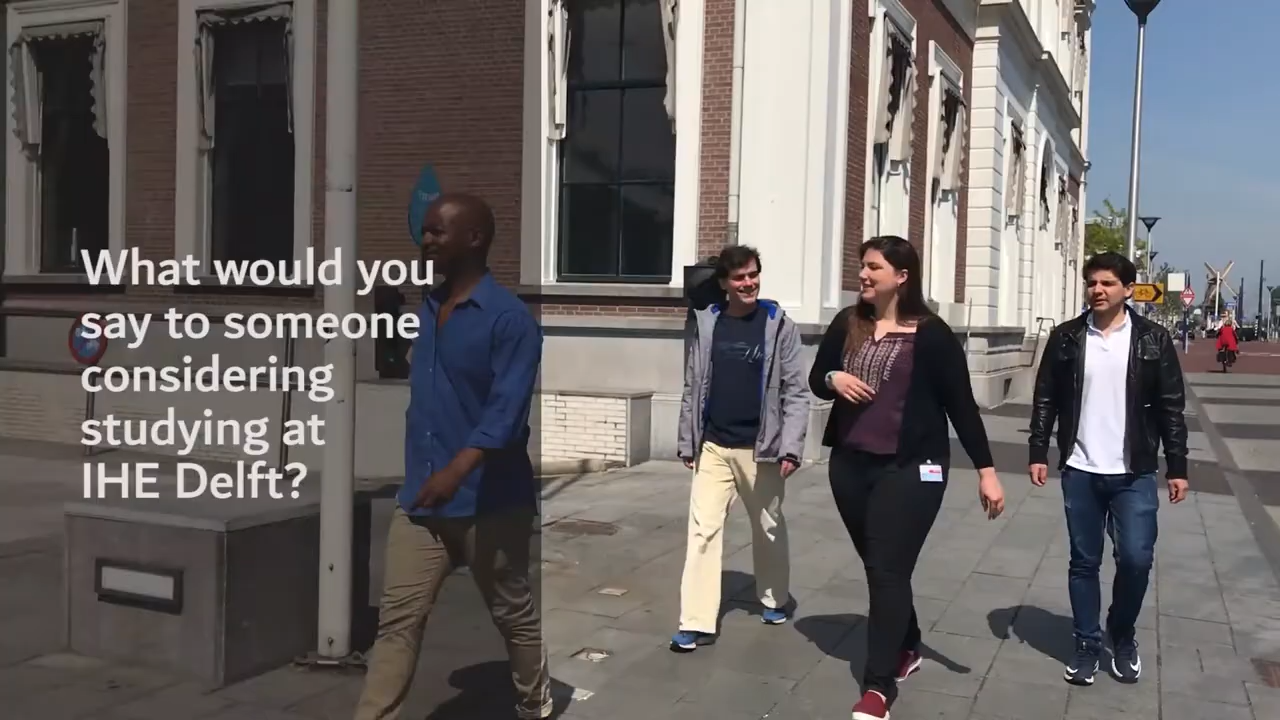 What would you
say to someone
considering
studying at
IHE Delft?